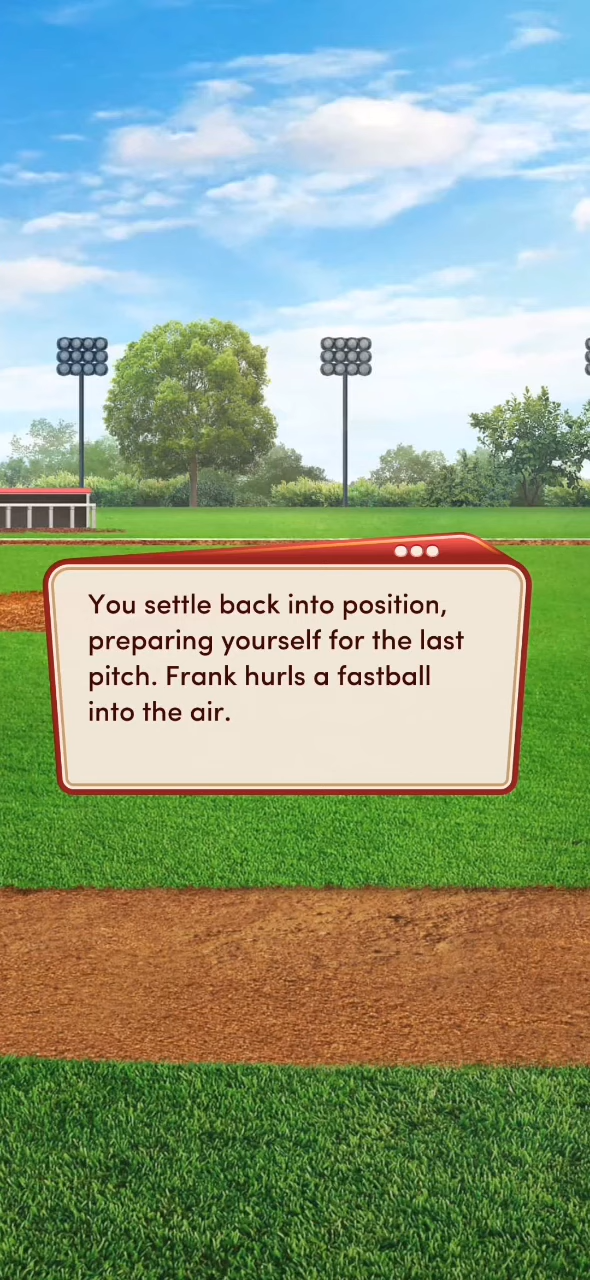 You settle back into position,
preparing yourself for the last
pitch. Frank hurls a fastball
into the air.